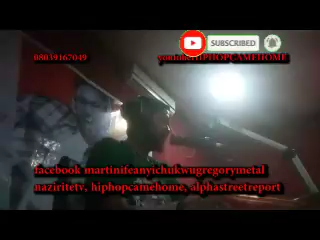 SUBSCRIBED
08039167049
youtube HIPHOPCAMEHOME
facebook martinifeanyichukwugregorymetal
naziritetv, hiphopcamehome, alphastreetreport